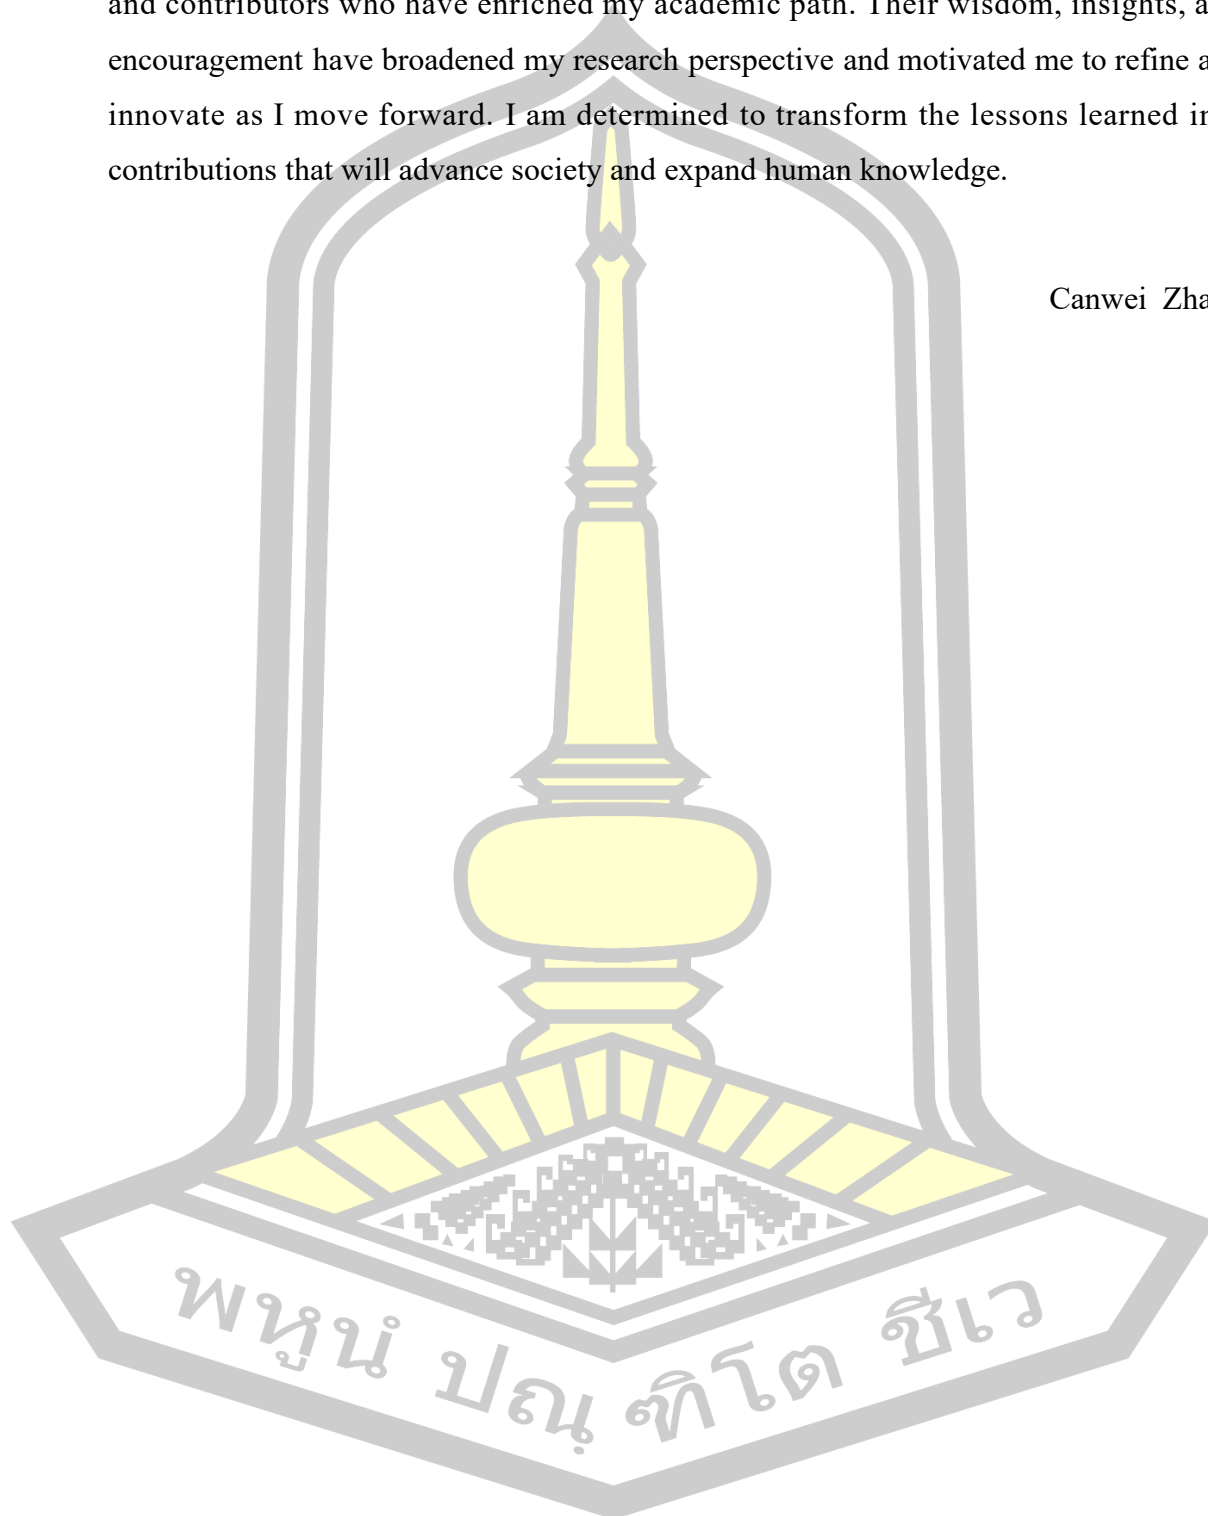 and contributors who have enriched my academic path. Their wisdom, insights, a
encouragement have broadened my research perspective and motivated me to refine a
innovate as I move forward. I am determined to transform the lessons learned in
contributions that will advance society and expand human knowledge.
Canwei Zha
พหูนํ ปณฺฑิโต ชีเว